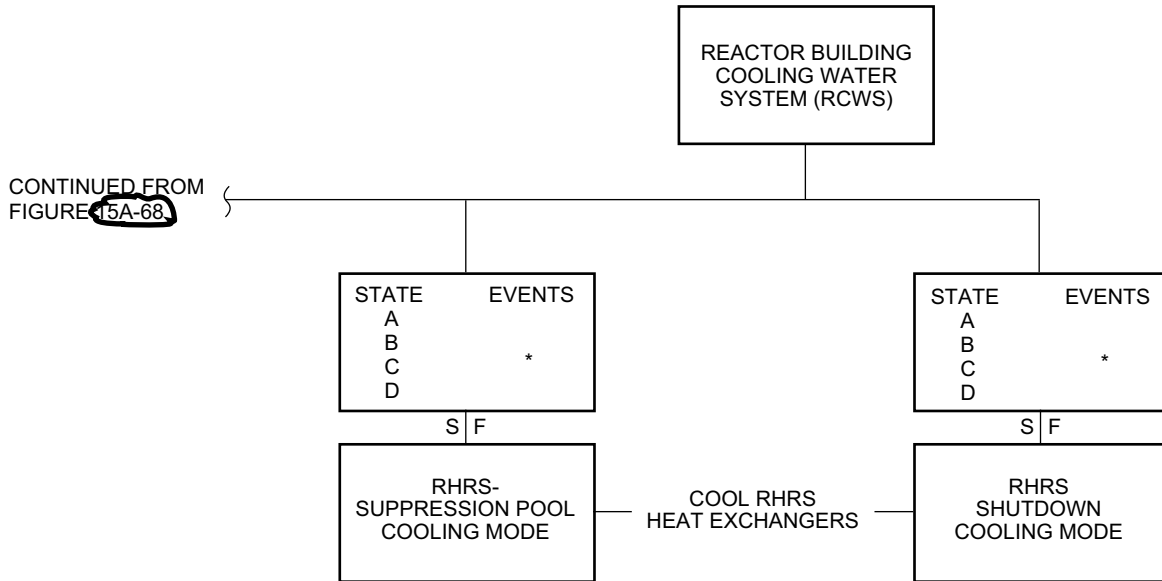 REACTOR BUILDING
COOLING WATER
SYSTEM (RCWS)
CONTINUED FROM
FIGURE 15A-68
STATE EVENTS
A
B
C *
D
STATE EVENTS
A
B
C *
D
S F
S F
RHRS-
SUPPRESSION POOL
COOLING MODE
COOL RHRS
HEAT EXCHANGERS
RHRS
SHUTDOWN
COOLING MODE